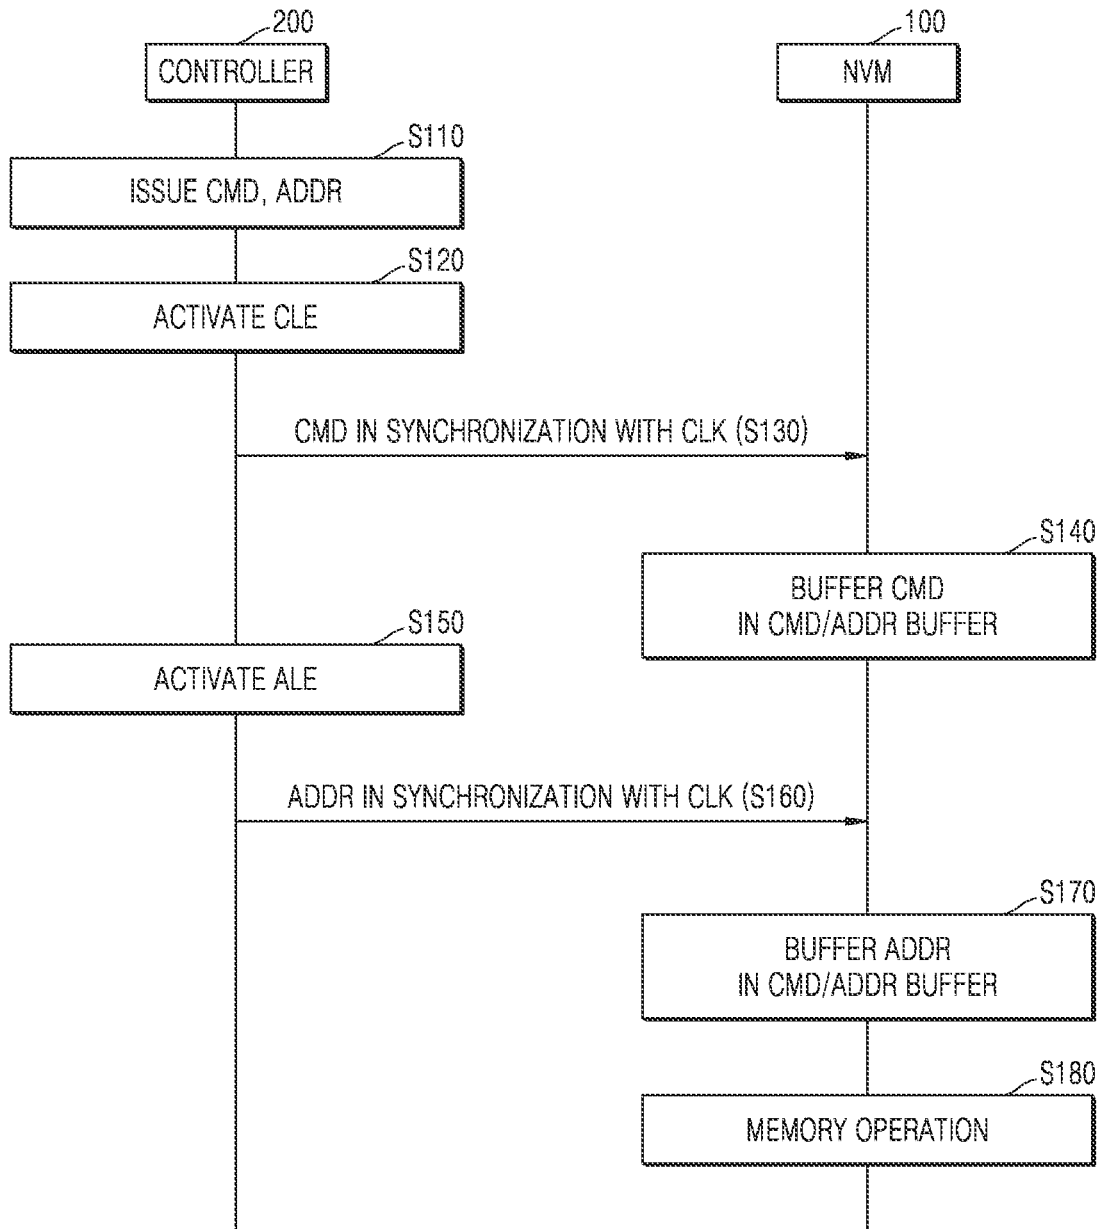 200
100
CONTROLLER
NVM
S110
ISSUE CMD, ADDR
S120
ACTIVATE CLE
CMD IN SYNCHRONIZATION WITH CLK (S130)
S140
BUFFER CMD
IN CMD/ADDR BUFFER
S150
ACTIVATE ALE
ADDR IN SYNCHRONIZATION WITH CLK (S160)
S170
BUFFER ADDR
IN CMD/ADDR BUFFER
S180
MEMORY OPERATION